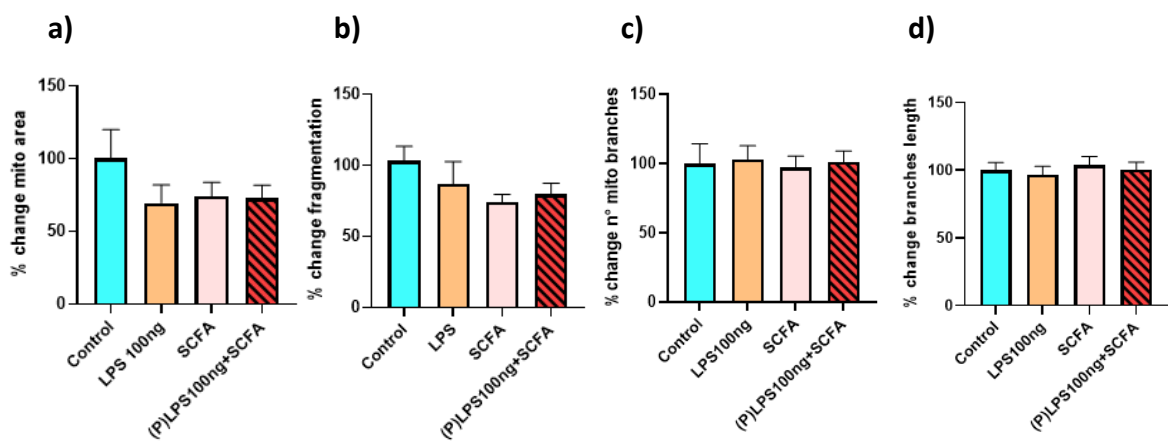 a)
% change mito area
150
100
50
0
Control
LPS 100ng
SCFA
(P)LPS100ng+SCFA
b)
% change fragmentation
150
100
50
0
Control
LPS
SCFA
(P)LPS100ng+SCFA
c)
% change n° mito branches
150
100
50
0
Control
LPS100ng
SCFA
(P)LPS100ng+SCFA
d)
% change branches length
150
100
50
0
Control
LPS100ng
SCFA
(P)LPS100ng+SCFA